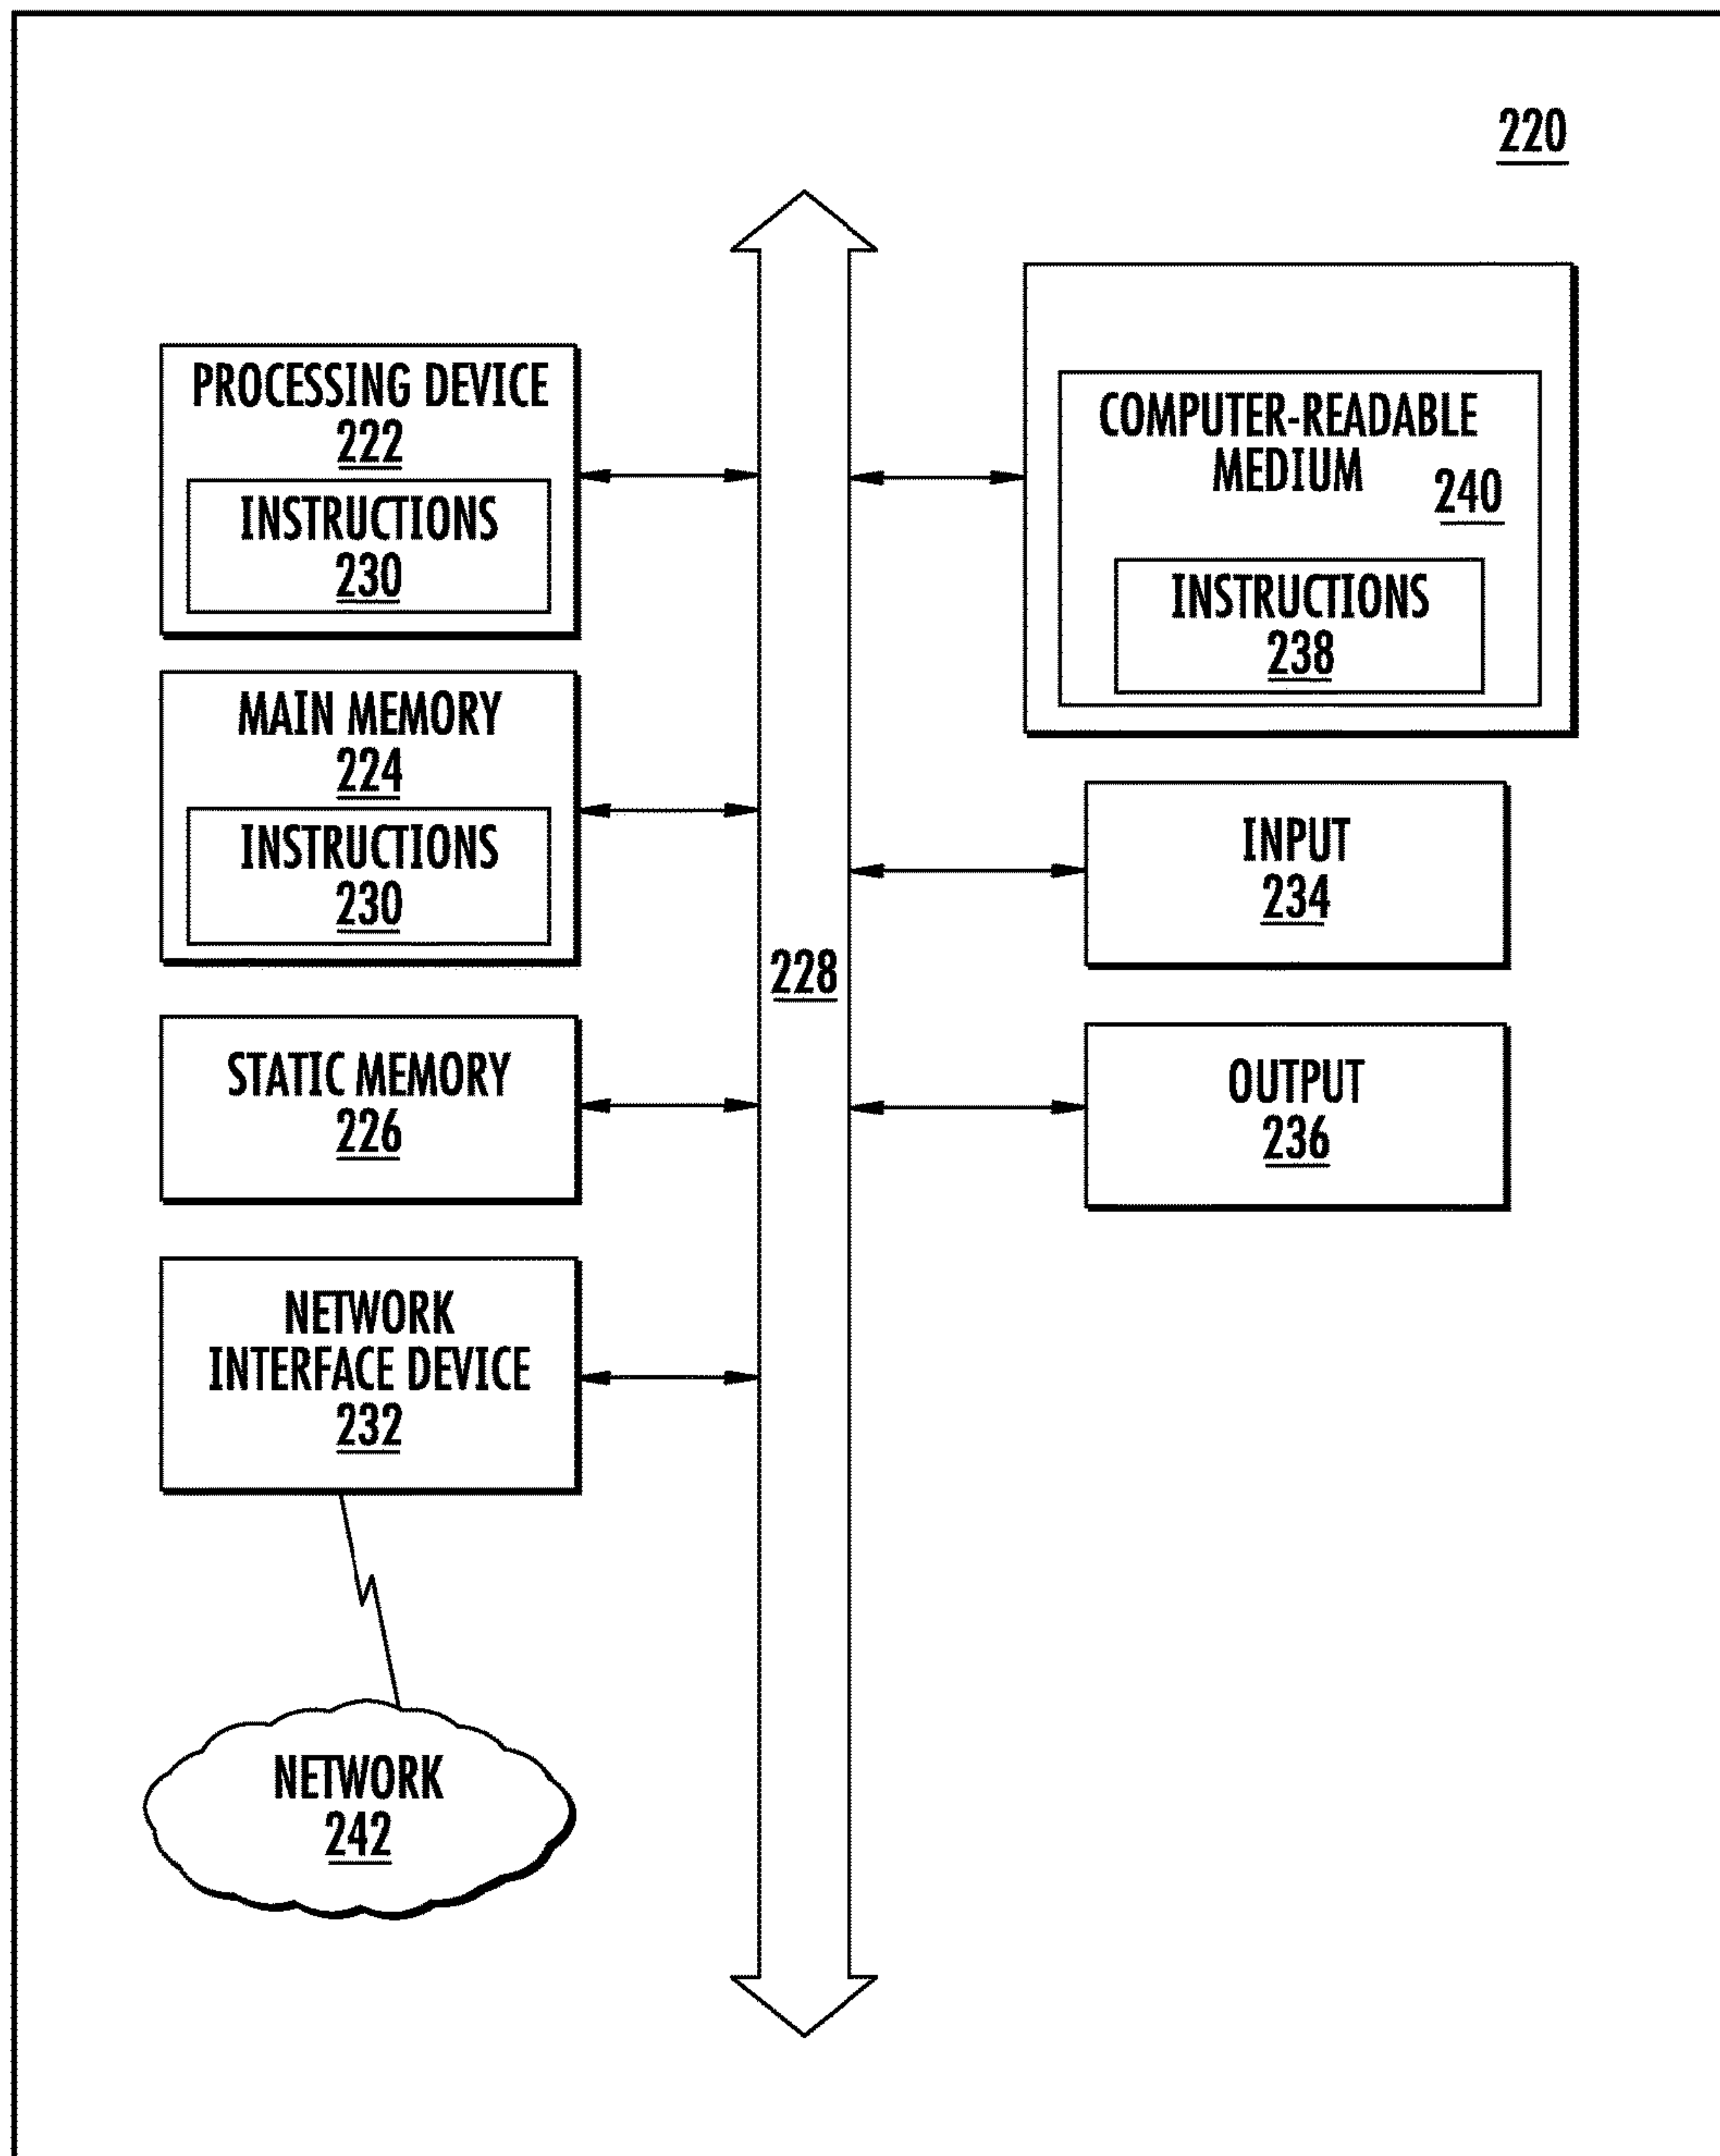 220
PROCESSING DEVICE
222
INSTRUCTIONS
230
MAIN MEMORY
224
INSTRUCTIONS
230
STATIC MEMORY
226
NETWORK
INTERFACE DEVICE
232
NETWORK
242
228
COMPUTER-READABLE
MEDIUM
240
INSTRUCTIONS
238
INPUT
234
OUTPUT
236